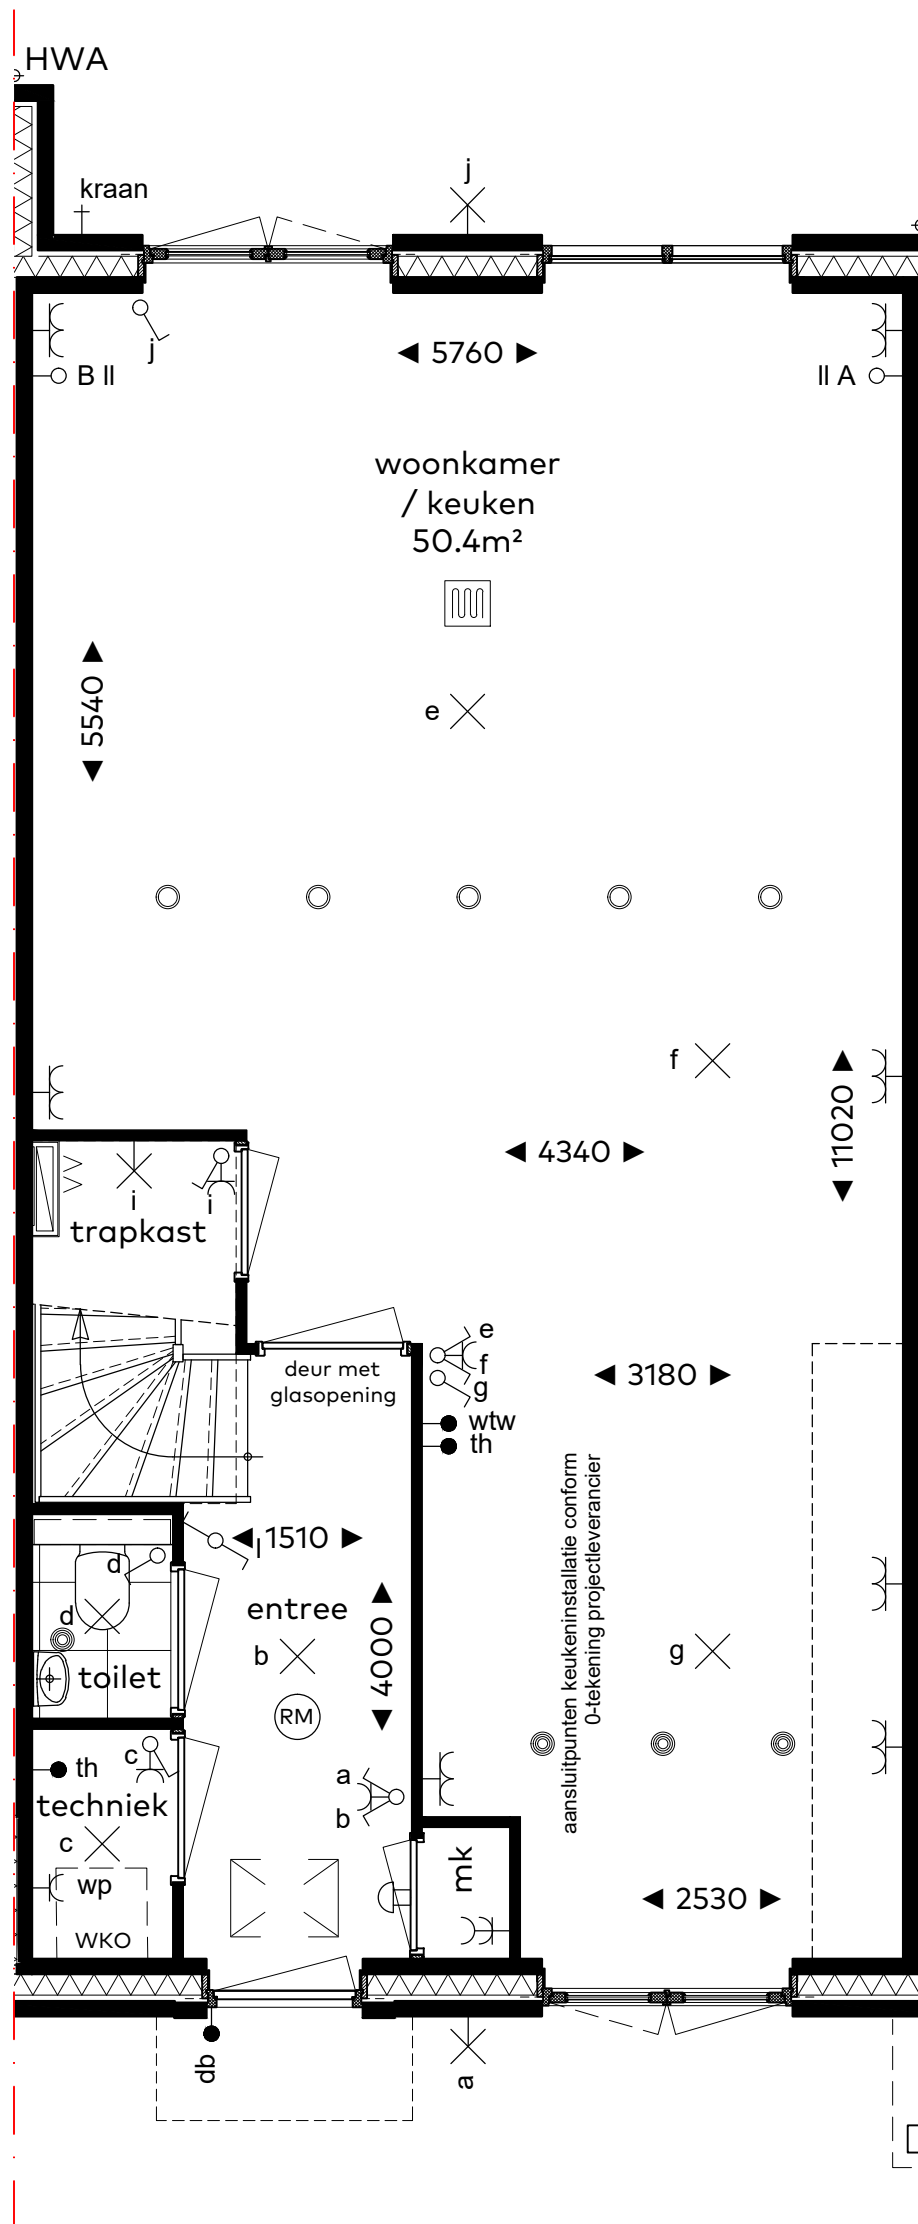 HWA
kraan
j
j
5760
B II
II A
woonkamer
/ keuken
50.4m²
5540
e
f
11020
4340
i
i
trapkast
e
f
g
deur met
glasopening
3180
wtw
th
aansluitpunten keukeninstallatie conform
0-tekening projectleverancier
l
1510
d
d
entree
4000
b
g
toilet
RM
c
th
a
b
techniek
c
mk
wp
2530
WKO
db
a